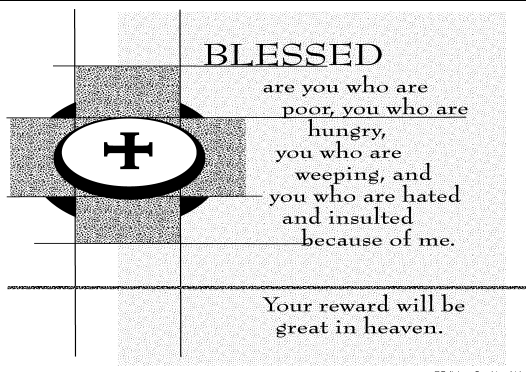 BLESSED
are you who are
poor, you who are
hungry,
you who are
weeping, and
you who are hated
and insulted
because of me.
Your reward will be
great in heaven.